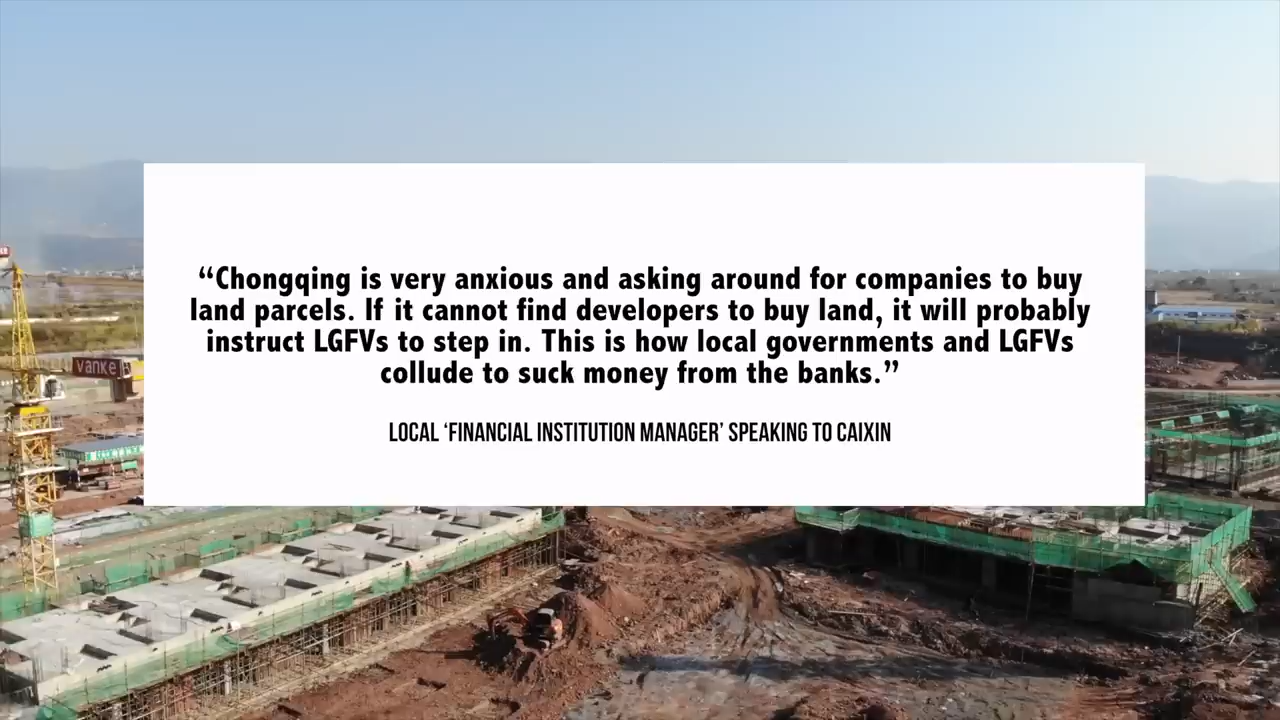 “Chongqing is very anxious and asking around for companies to buy
land parcels. If it cannot find developers to buy land, it will probably
instruct LGFVs to step in. This is how local governments and LGFVs
collude to suck money from the banks.”
LOCAL ‘FINANCIAL INSTITUTION MANAGER’ SPEAKING TO CAIXIN
vanke